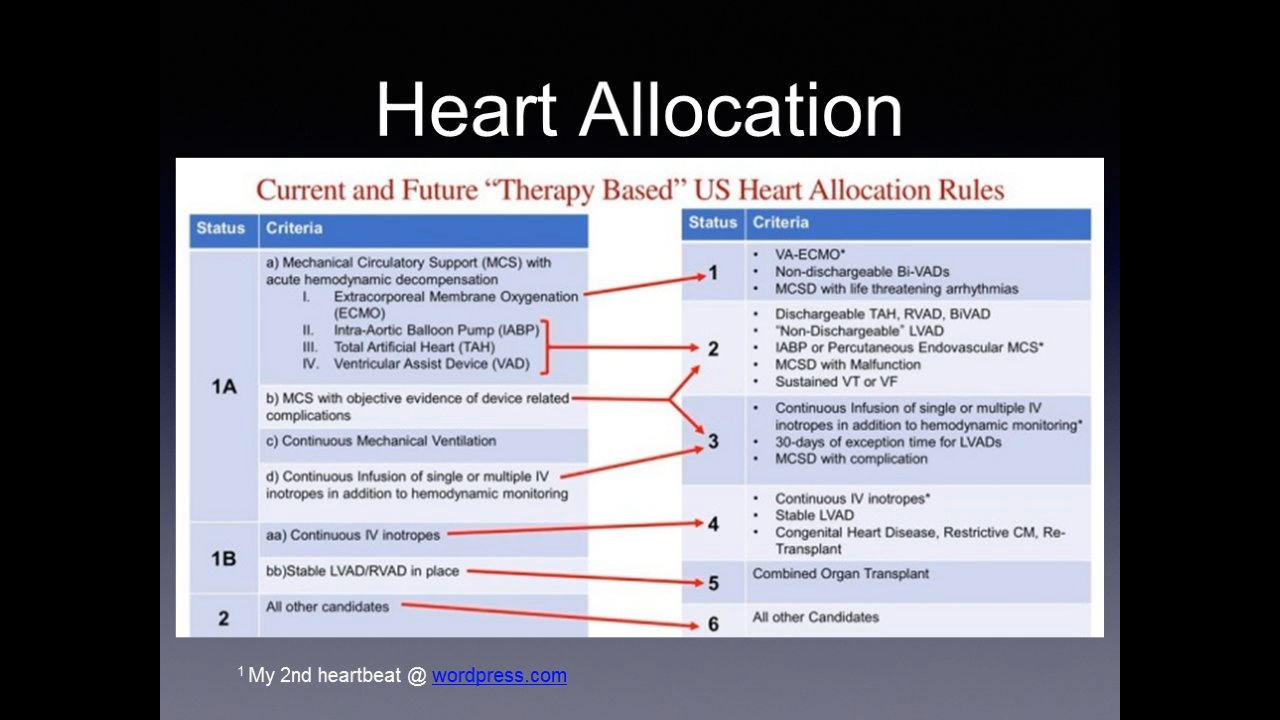 Heart Allocation
Current and Future “Therapy Based” US Heart Allocation Rules
Status Criteria
1A
a) Mechanical Circulatory Support (MCS) with
acute hemodynamic decompensation
I. Extracorporeal Membrane Oxygenation
(ECMO)
II. Intra-Aortic Balloon Pump (IABP)
III. Total Artificial Heart (TAH)
IV. Ventricular Assist Device (VAD)
b) MCS with objective evidence of device related
complications
c) Continuous Mechanical Ventilation
d) Continuous Infusion of single or multiple IV
inotropes in addition to hemodynamic monitoring
1B
aa) Continuous IV inotropes
bb)Stable LVAD/RVAD in place
2
All other candidates
Status Criteria
1
• VA-ECMO*
• Non-dischargeable Bi-VADs
• MCSD with life threatening arrhythmias
2
• Dischargeable TAH, RVAD, BiVAD
• “Non-Dischargeable” LVAD
• IABP or Percutaneous Endovascular MCS*
• MCSD with Malfunction
• Sustained VT or VF
3
• Continuous Infusion of single or multiple IV
inotropes in addition to hemodynamic monitoring*
• 30-days of exception time for LVADs
• MCSD with complication
4
• Continuous IV inotropes*
• Stable LVAD
• Congenital Heart Disease, Restrictive CM, Re-
Transplant
5
Combined Organ Transplant
6
All other Candidates
1 My 2nd heartbeat @ wordpress.com